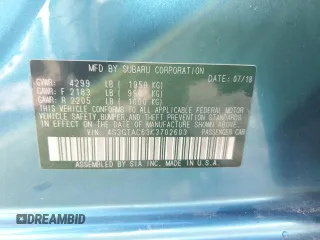 MFD BY SUBARU CORPORATION
DATE: 07/18
GVWR: 4299 LB ( 1950 KG)
GAWR: F 2183 LB ( 990 KG)
GAWR: R 2205 LB ( 1000 KG)
THIS VEHICLE CONFORMS TO ALL APPLICABLE FEDERAL MOTOR
VEHICLE SAFETY, BUMPER AND THEFT PREVENTION STANDARDS
IN EFFECT ON THE DATE OF MANUFACTURE SHOWN ABOVE.
VIN: 4S3GTAC63K3702603 PASSENGER CAR
ASSEMBLED BY SIA INC. MADE IN U.S.A.
DREAMBID